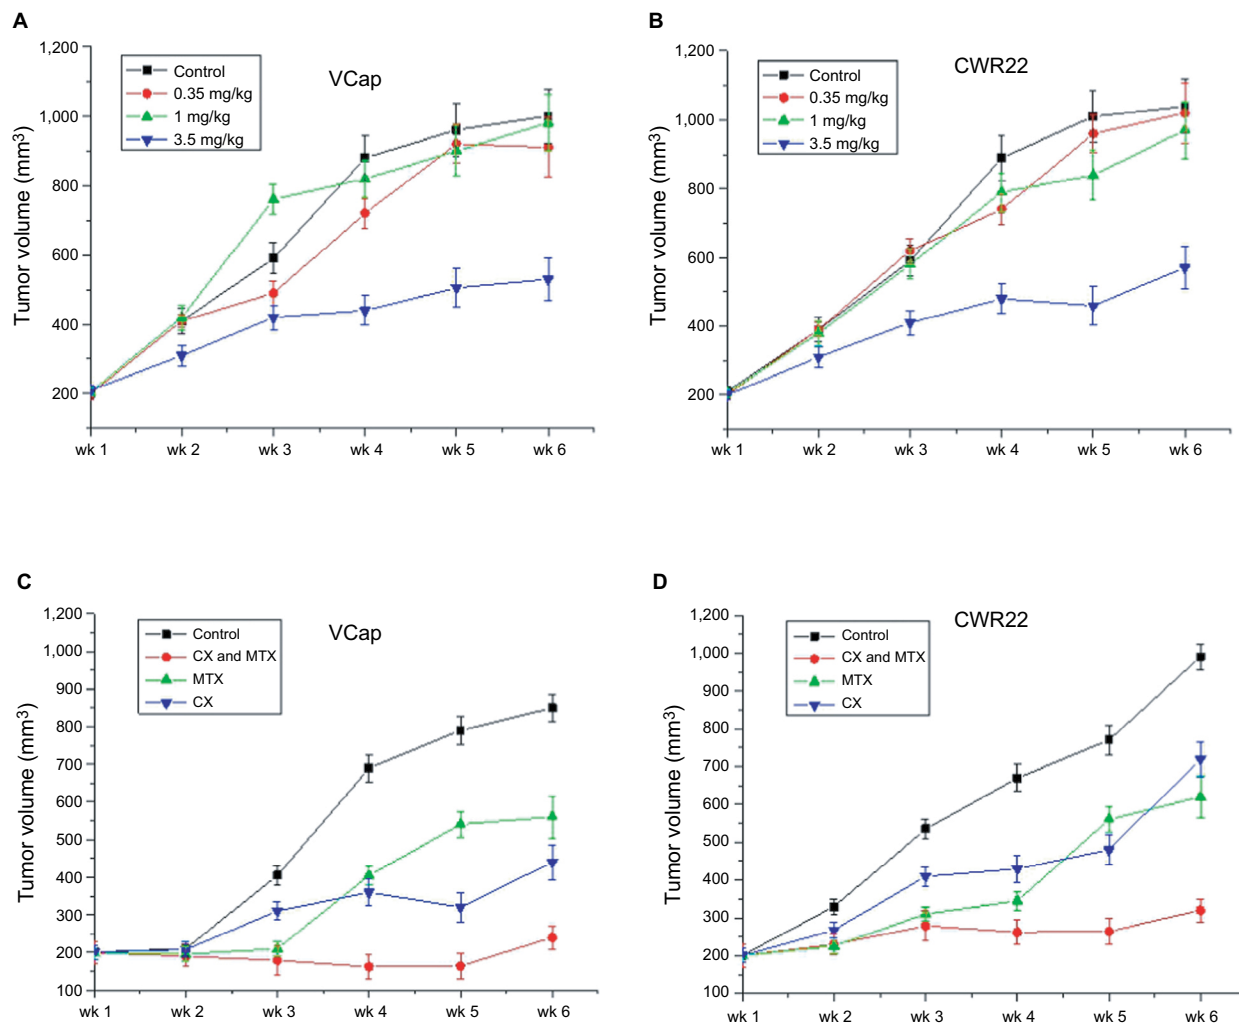 A
VCap
Control
0.35 mg/kg
1 mg/kg
3.5 mg/kg
Tumor volume (mm³)
1,200
1,000
800
600
400
200
wk 1 wk 2 wk 3 wk 4 wk 5 wk 6
B
CWR22
Control
0.35 mg/kg
1 mg/kg
3.5 mg/kg
Tumor volume (mm³)
1,200
1,000
800
600
400
200
wk 1 wk 2 wk 3 wk 4 wk 5 wk 6
C
VCap
Control
CX and MTX
MTX
CX
Tumor volume (mm³)
1,200
1,000
900
800
700
600
500
400
300
200
100
wk 1 wk 2 wk 3 wk 4 wk 5 wk 6
D
CWR22
Control
CX and MTX
MTX
CX
Tumor volume (mm³)
1,200
1,000
900
800
700
600
500
400
300
200
100
wk 1 wk 2 wk 3 wk 4 wk 5 wk 6